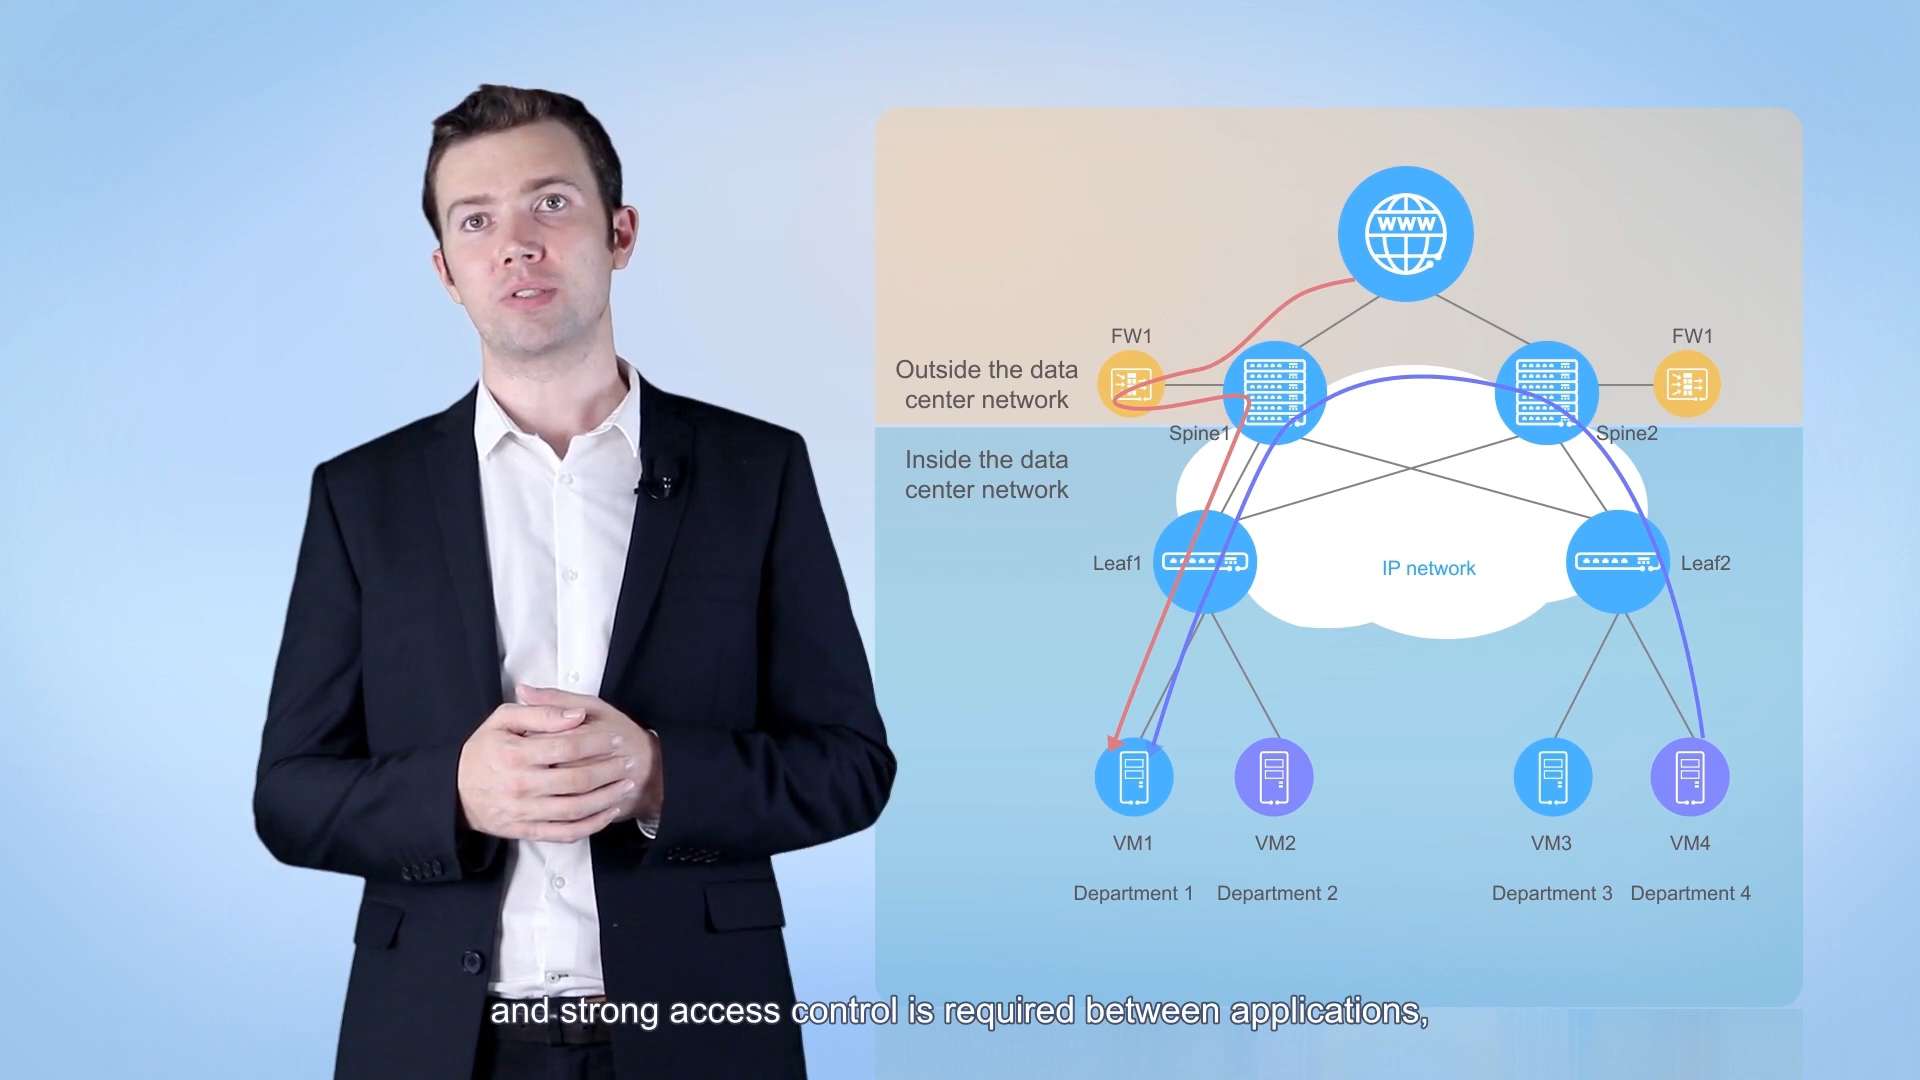 WWW
FW1
FW1
Outside the data
center network
Spine1
Spine2
Inside the data
center network
Leaf1
IP network
Leaf2
VM1
VM2
VM3
VM4
Department 1
Department 2
Department 3
Department 4
and strong access control is required between applications,